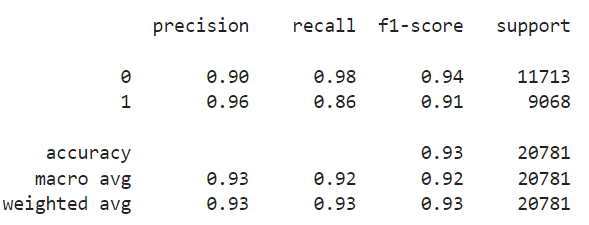 precision recall f1-score support
0 0.90 0.98 0.94 11713
1 0.96 0.86 0.91 9068
accuracy 0.93 20781
macro avg 0.93 0.92 0.92 20781
weighted avg 0.93 0.93 0.93 20781